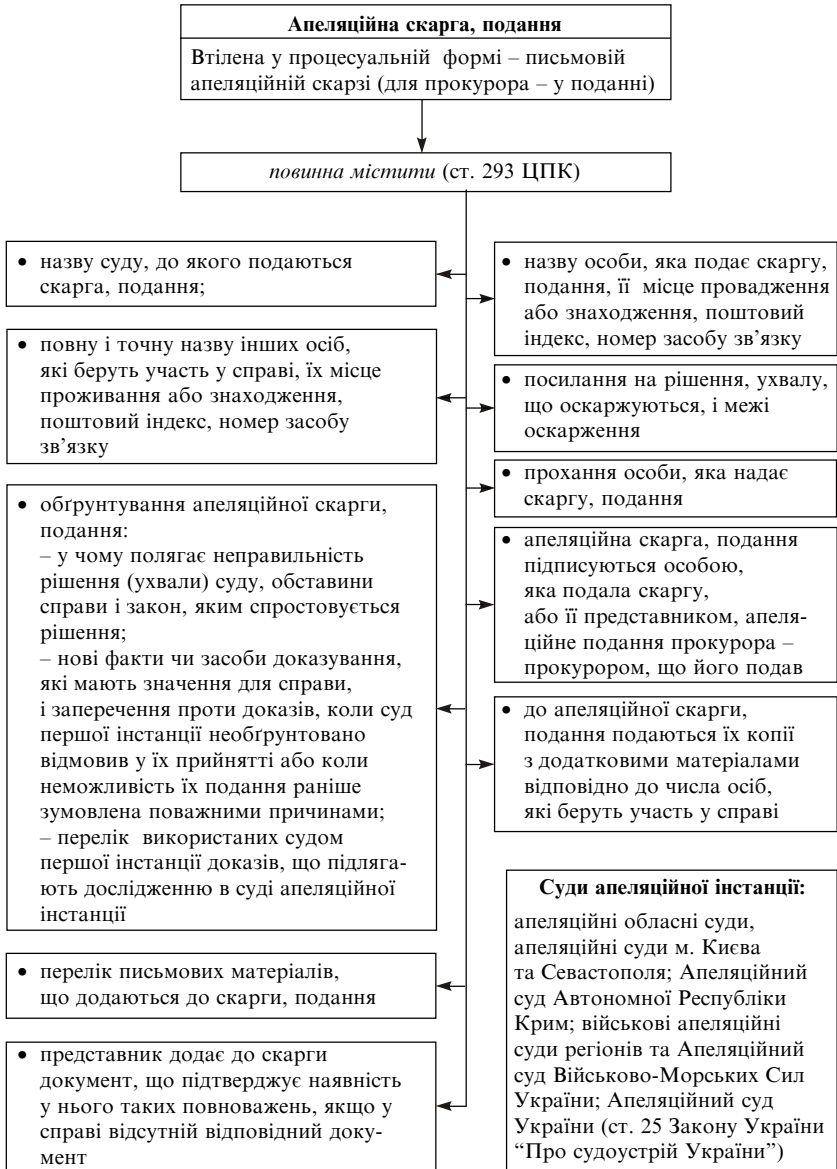 Апеляційна скарга, подання
Втілена у процесуальній формі – письмовій
апеляційній скарзі (для прокурора – у поданні)
повинна містити (ст. 293 ЦПК)
• назву суду, до якого подаються
скарга, подання;
• повну і точну назву інших осіб,
які беруть участь у справі, їх місце
проживання або знаходження,
поштовий індекс, номер засобу
зв’язку
• обґрунтування апеляційної скарги,
подання:
– у чому полягає неправильність
рішення (ухвали) суду, обставини
справи і закон, яким спростовується
рішення;
– нові факти чи засоби доказування,
які мають значення для справи,
і заперечення проти доказів, коли суд
першої інстанції необґрунтовано
відмовив у їх прийнятті або коли
неможливість їх подання раніше
зумовлена поважними причинами;
– перелік використаних судом
першої інстанції доказів, що підляга-
ють дослідженню в суді апеляційної
інстанції
• перелік письмових матеріалів,
що додаються до скарги, подання
• представник додає до скарги
документ, що підтверджує наявність
у нього таких повноважень, якщо у
справі відсутній відповідний доку-
мент
• назву особи, яка подає скаргу,
подання, її місце провадження
або знаходження, поштовий
індекс, номер засобу зв’язку
• посилання на рішення, ухвалу,
що оскаржуються, і межі
оскарження
• прохання особи, яка надає
скаргу, подання
• апеляційна скарга, подання
підписуються особою,
яка подала скаргу,
або її представником, апеля-
ційне подання прокурора –
прокурором, що його подав
• до апеляційної скарги,
подання подаються їх копії
з додатковими матеріалами
відповідно до числа осіб,
які беруть участь у справі
Суди апеляційної інстанції:
апеляційні обласні суди,
апеляційні суди м. Києва
та Севастополя; Апеляційний
суд Автономної Республіки
Крим; військові апеляційні
суди регіонів та Апеляційний
суд Військово-Морських Сил
України; Апеляційний суд
України (ст. 25 Закону України
“Про судоустрій України”)